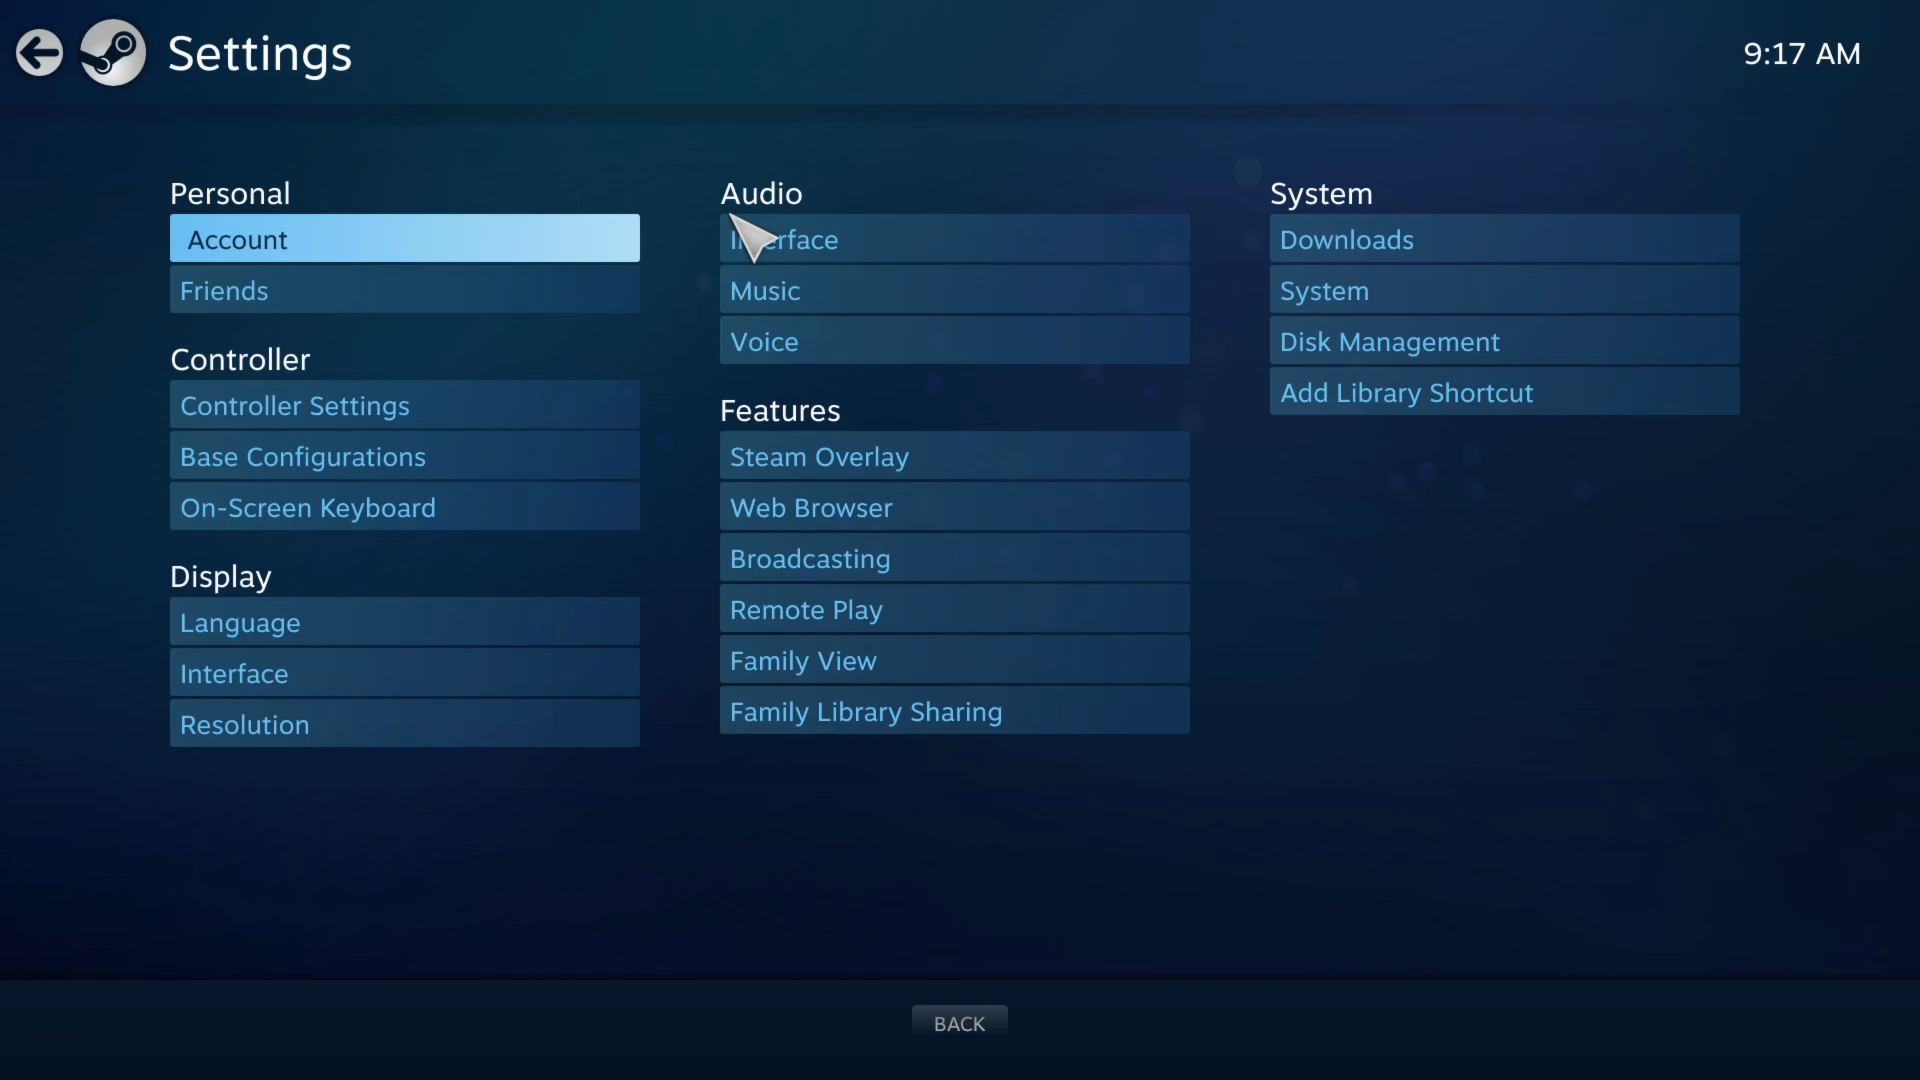 Settings
9:17 AM
Personal
Account
Friends
Controller
Controller Settings
Base Configurations
On-Screen Keyboard
Display
Language
Interface
Resolution
Audio
Interface
Music
Voice
Features
Steam Overlay
Web Browser
Broadcasting
Remote Play
Family View
Family Library Sharing
System
Downloads
System
Disk Management
Add Library Shortcut
BACK